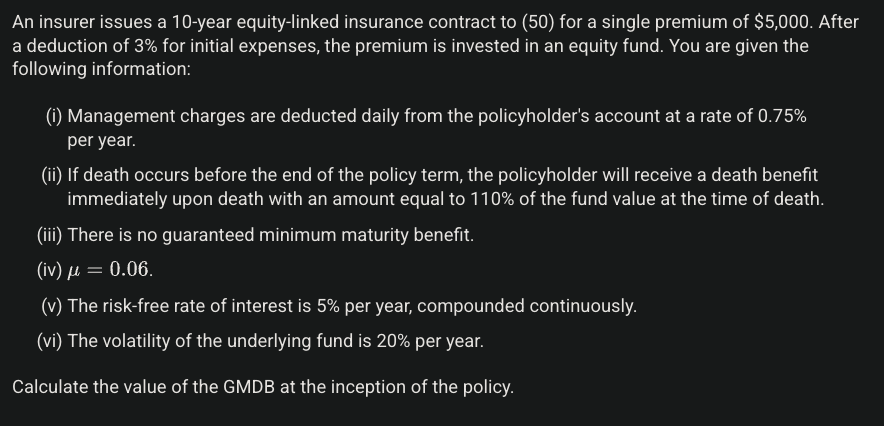 An insurer issues a 10-year equity-linked insurance contract to (50) for a single premium of $5,000. After
a deduction of 3% for initial expenses, the premium is invested in an equity fund. You are given the
following information:
(i) Management charges are deducted daily from the policyholder's account at a rate of 0.75%
per year.
(ii) If death occurs before the end of the policy term, the policyholder will receive a death benefit
immediately upon death with an amount equal to 110% of the fund value at the time of death.
(iii) There is no guaranteed minimum maturity benefit.
(iv) μ = 0.06.
(v) The risk-free rate of interest is 5% per year, compounded continuously.
(vi) The volatility of the underlying fund is 20% per year.
Calculate the value of the GMDB at the inception of the policy.